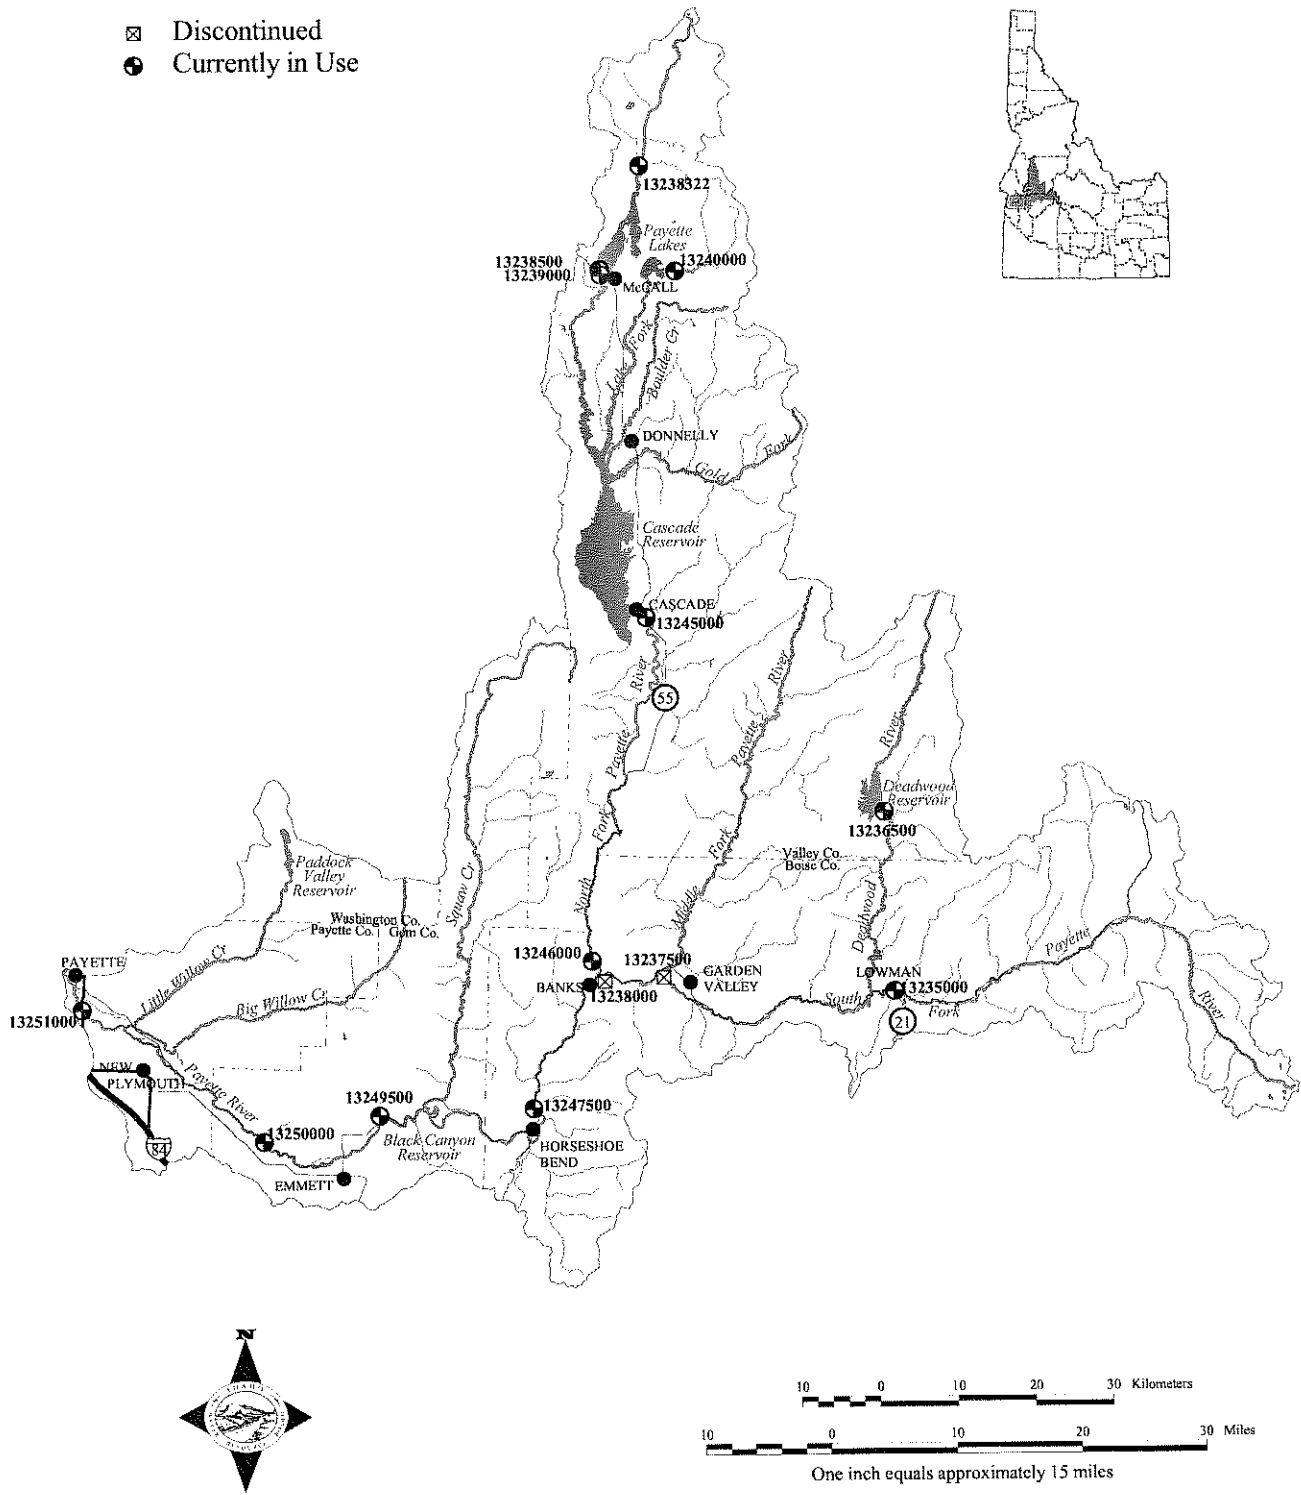 Discontinued
Currently in Use
13238322
Payette
Lakes
13238500
13239000
13240000
McCALL
Lake Fork
Boulder Cr
DONNELLY
Gold Fork
Cascade
Reservoir
CASCADE
13245000
55
North Fork Payette River
Middle Fork Payette River
Deadwood River
Deadwood
Reservoir
13236500
Valley Co.
Boise Co.
Squaw Cr
Paddock
Valley
Reservoir
Washington Co.
Payette Co. Gem Co.
Little Willow Cr
Big Willow Cr
PAYETTE
13251000
NEW
PLYMOUTH
84
Payette River
13250000
EMMETT
13249500
Black Canyon
Reservoir
13247500
HORSESHOE
BEND
13246000
BANKS
13238000
13237500
GARDEN
VALLEY
LOWMAN
13235000
21
South Fork Payette River
N
IDAHO
10 0 10 20 30 Kilometers
10 0 10 20 30 Miles
One inch equals approximately 15 miles